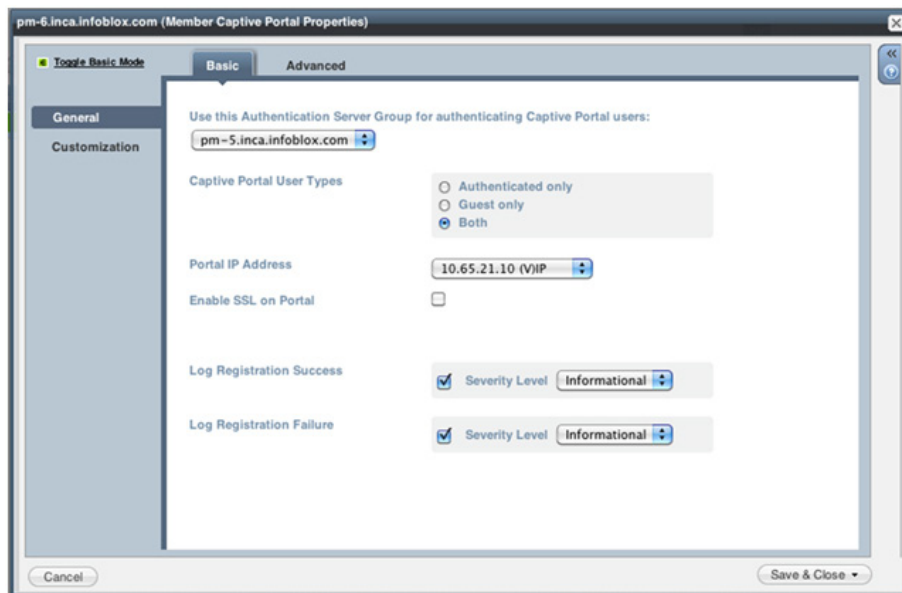 pm-6.inca.infoblox.com (Member Captive Portal Properties)
Toggle Basic Mode
Basic
Advanced
General
Customization
Use this Authentication Server Group for authenticating Captive Portal users:
pm-5.inca.infoblox.com
Captive Portal User Types
Authenticated only
Guest only
Both
Portal IP Address
10.65.21.10 (V)IP
Enable SSL on Portal
Log Registration Success
Severity Level Informational
Log Registration Failure
Severity Level Informational
Cancel
Save & Close